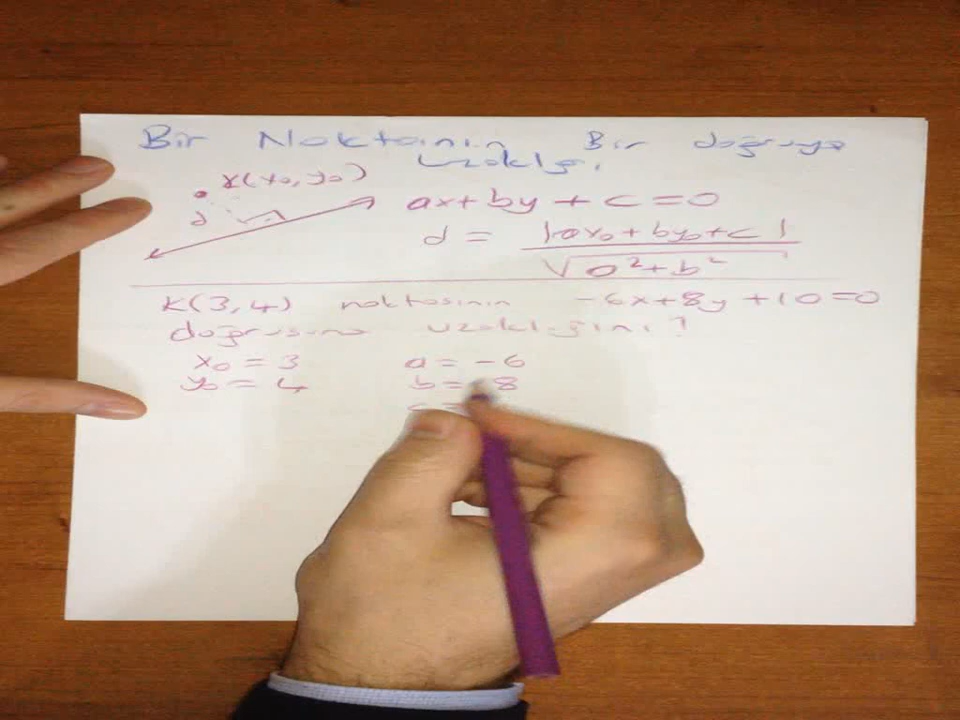 Bir Noktanın Bir doğruya
uzaklığı
K(x₀, y₀)
d
ax + by + c = 0
d = |ax₀ + by₀ + c| / √(a² + b²)
K(3, 4) noktasının -6x + 8y + 10 = 0
doğrusuna uzaklığını?
x₀ = 3
y₀ = 4
a = -6
b = 8
c =